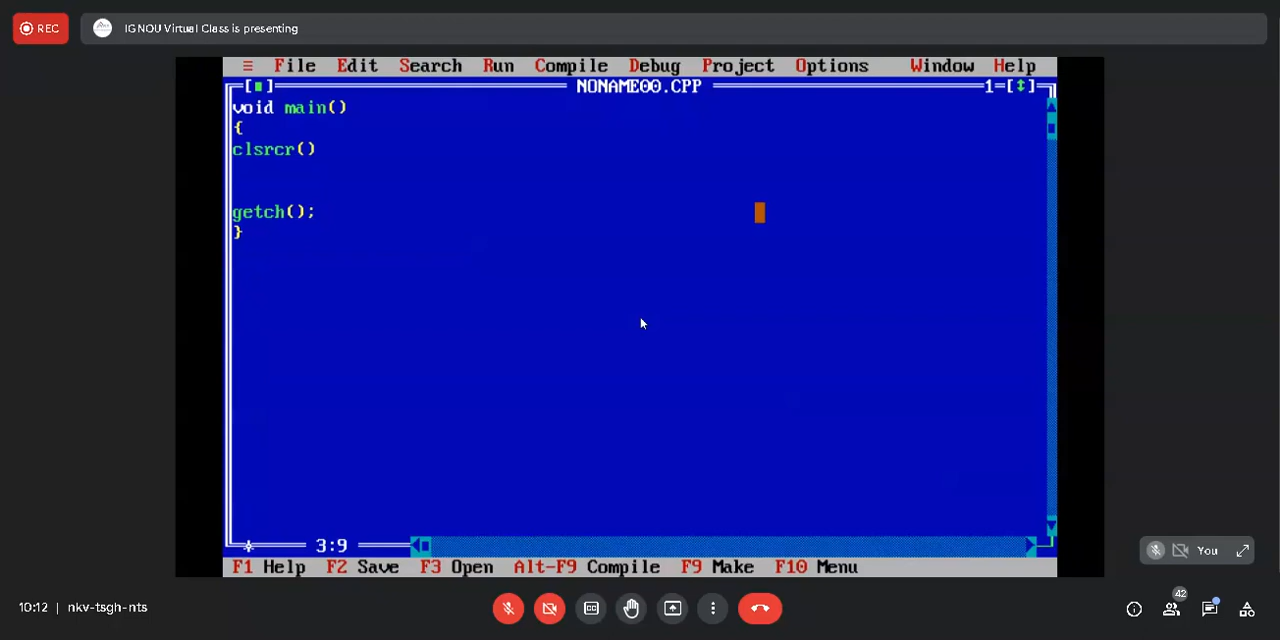 REC IGNOU Virtual Class is presenting
≡ File Edit Search Run Compile Debug Project Options Window Help
[■] NONAME00.CPP 1=[↕]
void main()
{
clsrcr()
getch();
}
3:9
F1 Help F2 Save F3 Open Alt-F9 Compile F9 Make F10 Menu
You
42
10:12 | nkv-tsgh-nts